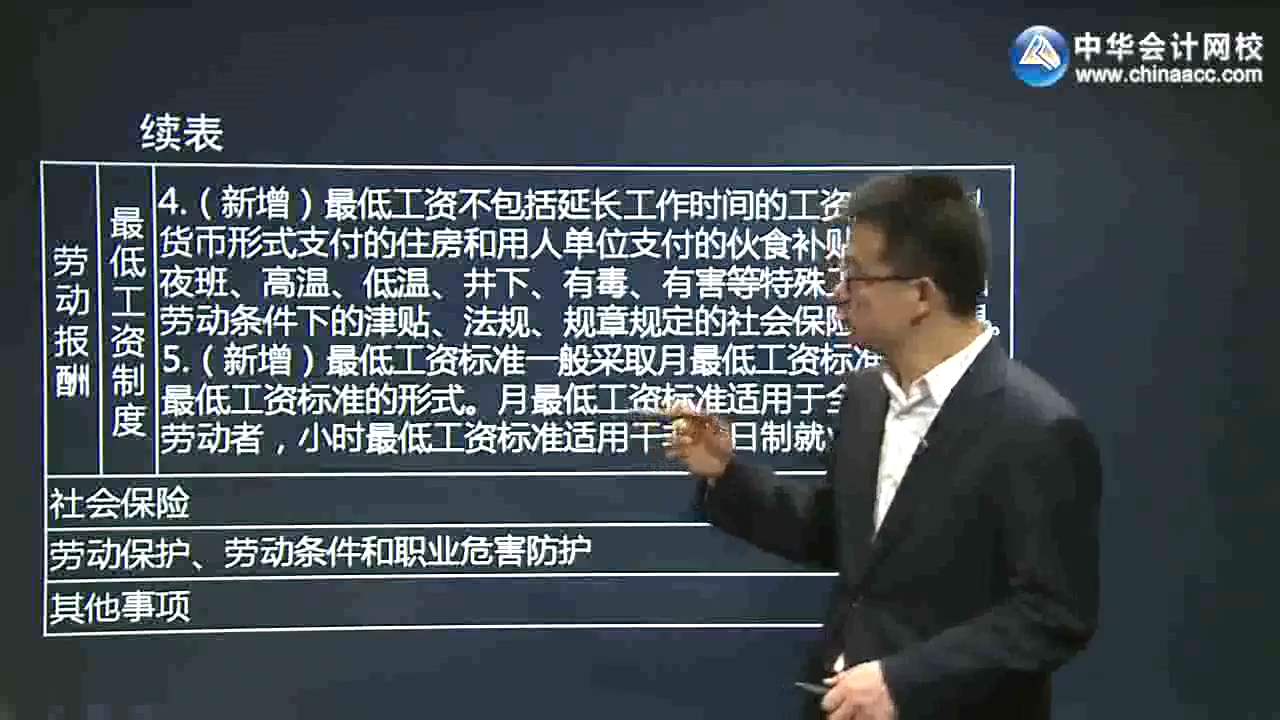 中华会计网校
www.chinaacc.com
续表
劳动报酬
最低工资制度
4.（新增）最低工资不包括延长工作时间的工资
货币形式支付的住房和用人单位支付的伙食补贴
夜班、高温、低温、井下、有毒、有害等特殊
劳动条件下的津贴、法规、规章规定的社会保险
5.（新增）最低工资标准一般采取月最低工资标准
最低工资标准的形式。月最低工资标准适用于全
劳动者，小时最低工资标准适用于 日制就
社会保险
劳动保护、劳动条件和职业危害防护
其他事项